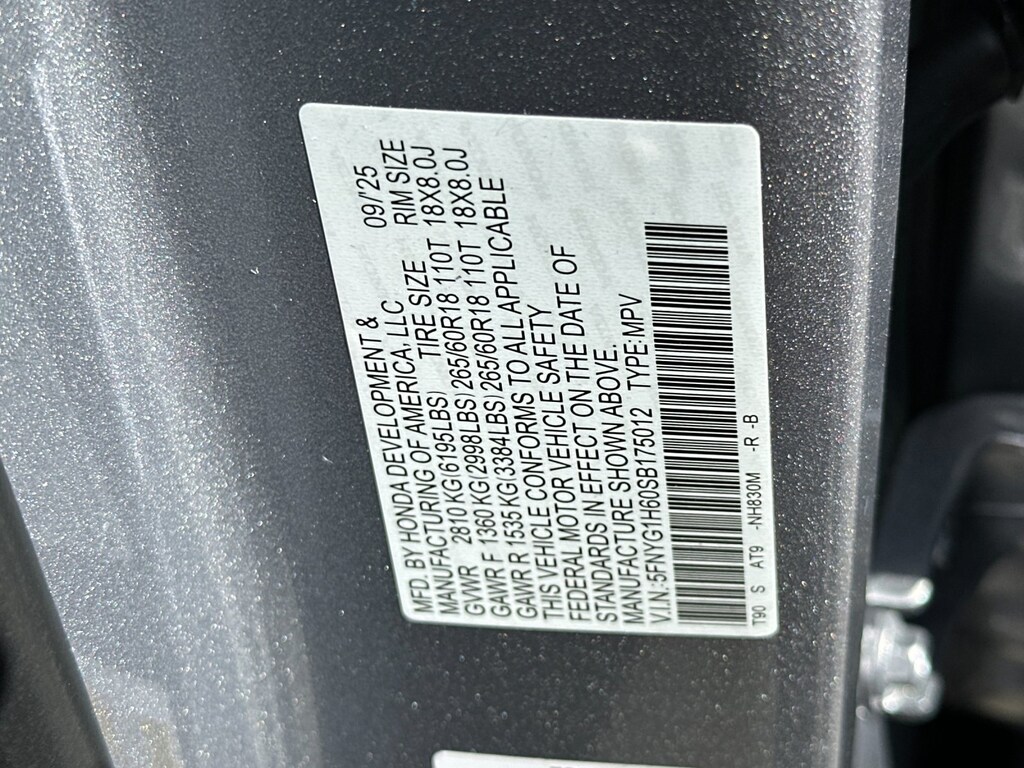 MFD. BY HONDA DEVELOPMENT &
MANUFACTURING OF AMERICA, LLC 09/'25
GVWR 2810 KG(6195LBS) TIRE SIZE RIM SIZE
GAWR F 1360 KG(2998LBS) 265/60R18 110T 18X8.0J
GAWR R 1535 KG(3384LBS) 265/60R18 110T 18X8.0J
THIS VEHICLE CONFORMS TO ALL APPLICABLE
FEDERAL MOTOR VEHICLE SAFETY
STANDARDS IN EFFECT ON THE DATE OF
MANUFACTURE SHOWN ABOVE.
V.I.N.:5FNYG1H60SB175012 TYPE:MPV
T90 S AT9 -NH830M -R -B